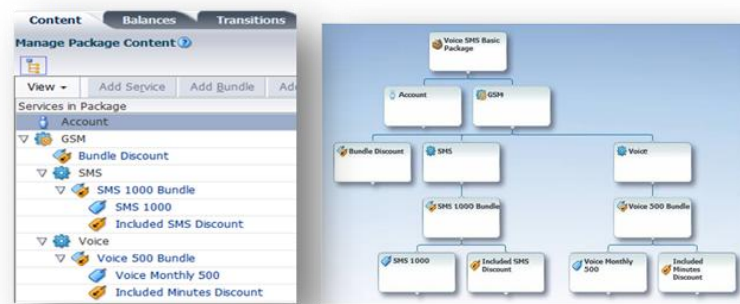 Content Balances Transitions
Manage Package Content
View Add Service Add Bundle
Services in Package
Account
GSM
Bundle Discount
SMS
SMS 1000 Bundle
SMS 1000
Included SMS Discount
Voice
Voice 500 Bundle
Voice Monthly 500
Included Minutes Discount
Voice SMS Basic
Package
Account GSM
Bundle Discount SMS Voice
SMS 1000 Bundle Voice 500 Bundle
SMS 1000
Included SMS
Discount
Voice Monthly
500
Included
Minutes
Discount